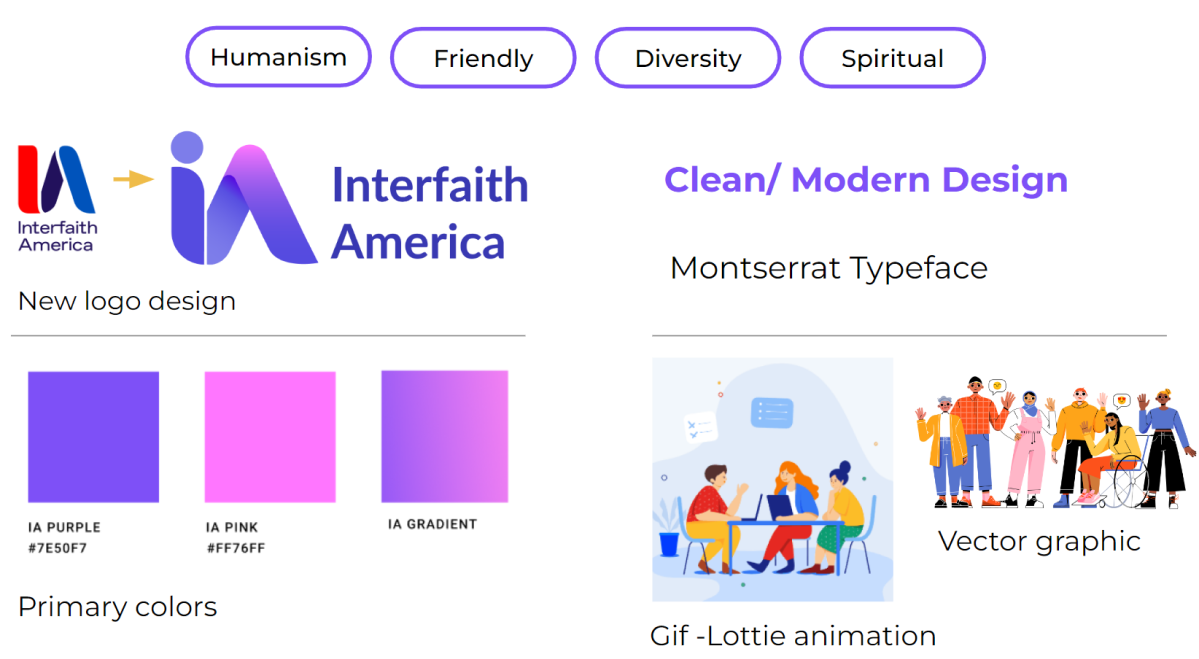 Humanism
Friendly
Diversity
Spiritual
Interfaith
America
Interfaith
America
New logo design
Clean/ Modern Design
Montserrat Typeface
IA PURPLE
#7E50F7
IA PINK
#FF76FF
IA GRADIENT
Primary colors
Gif -Lottie animation
Vector graphic